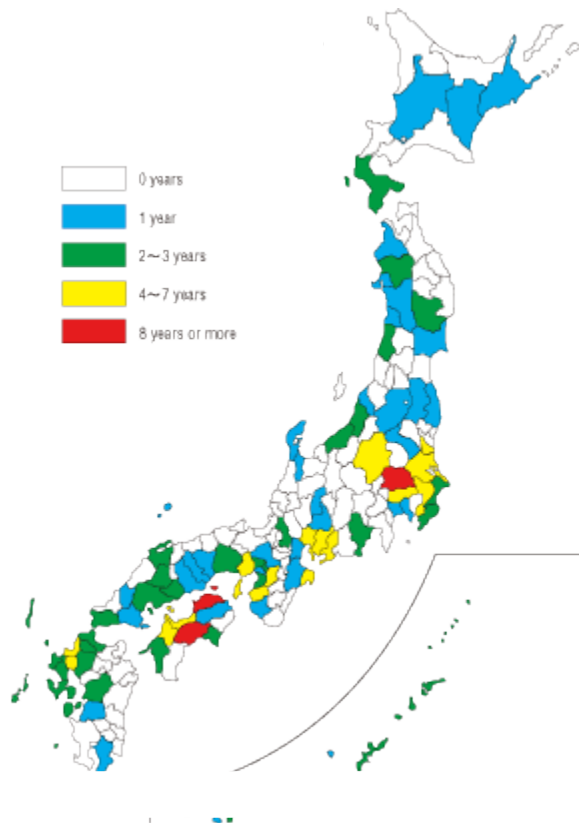 0 years
1 year
2～3 years
4～7 years
8 years or more